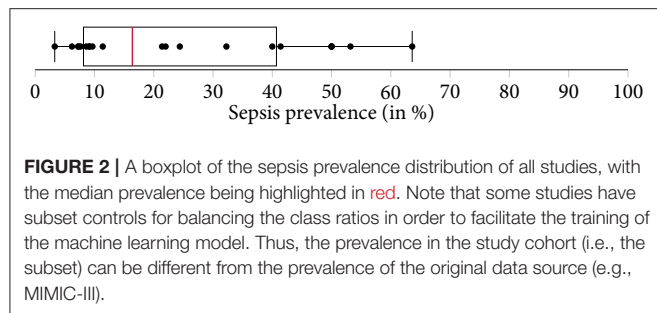 0 10 20 30 40 50 60 70 80 90 100
Sepsis prevalence (in %)
FIGURE 2 | A boxplot of the sepsis prevalence distribution of all studies, with
the median prevalence being highlighted in red. Note that some studies have
subset controls for balancing the class ratios in order to facilitate the training of
the machine learning model. Thus, the prevalence in the study cohort (i.e., the
subset) can be different from the prevalence of the original data source (e.g.,
MIMIC-III).